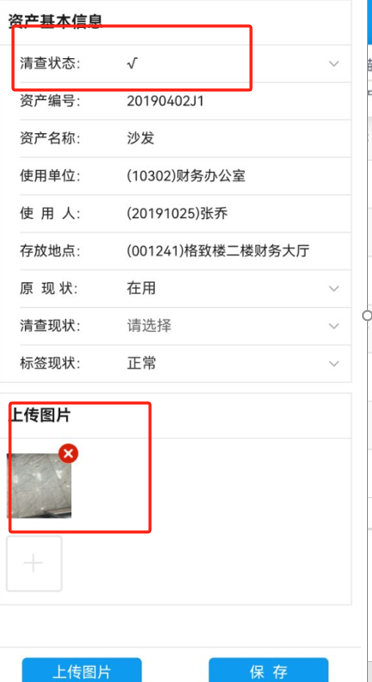 资产基本信息
清查状态： √
资产编号： 20190402J1
资产名称： 沙发
使用单位： (10302)财务办公室
使 用 人： (20191025)张乔
存放地点： (001241)格致楼二楼财务大厅
原 现 状： 在用
清查现状： 请选择
标签现状： 正常
上传图片
上传图片 保 存